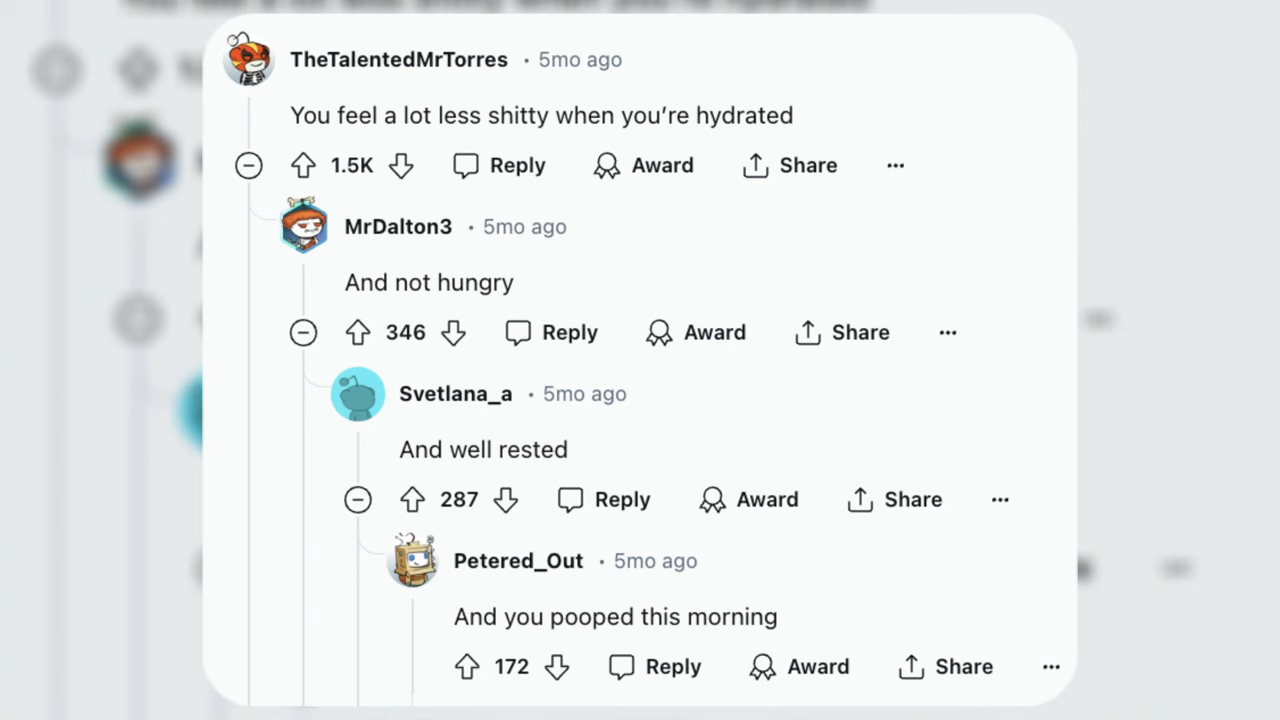 TheTalentedMrTorres • 5mo ago
You feel a lot less shitty when you’re hydrated
1.5K Reply Award Share ...
MrDalton3 • 5mo ago
And not hungry
346 Reply Award Share ...
Svetlana_a • 5mo ago
And well rested
287 Reply Award Share ...
Petered_Out • 5mo ago
And you pooped this morning
172 Reply Award Share ...